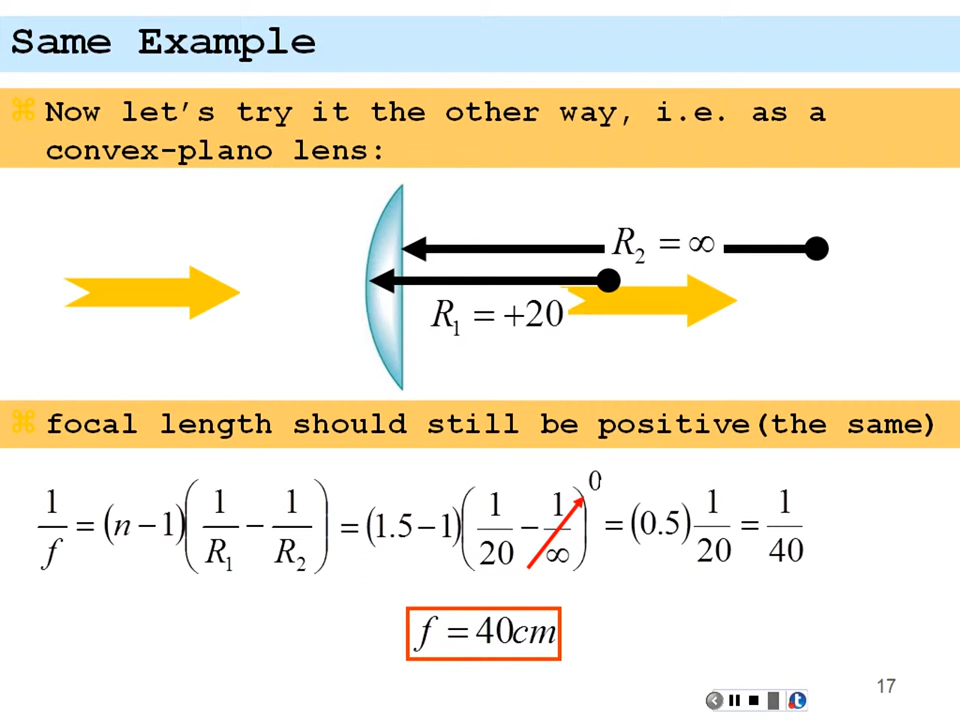 Same Example
⌘ Now let's try it the other way, i.e. as a
convex-plano lens:
R₂ = ∞
R₁ = +20
⌘ focal length should still be positive(the same)
1/f = (n − 1)(1/R₁ − 1/R₂) = (1.5 − 1)(1/20 − 1/∞)⁰ = (0.5) 1/20 = 1/40
f = 40cm
17